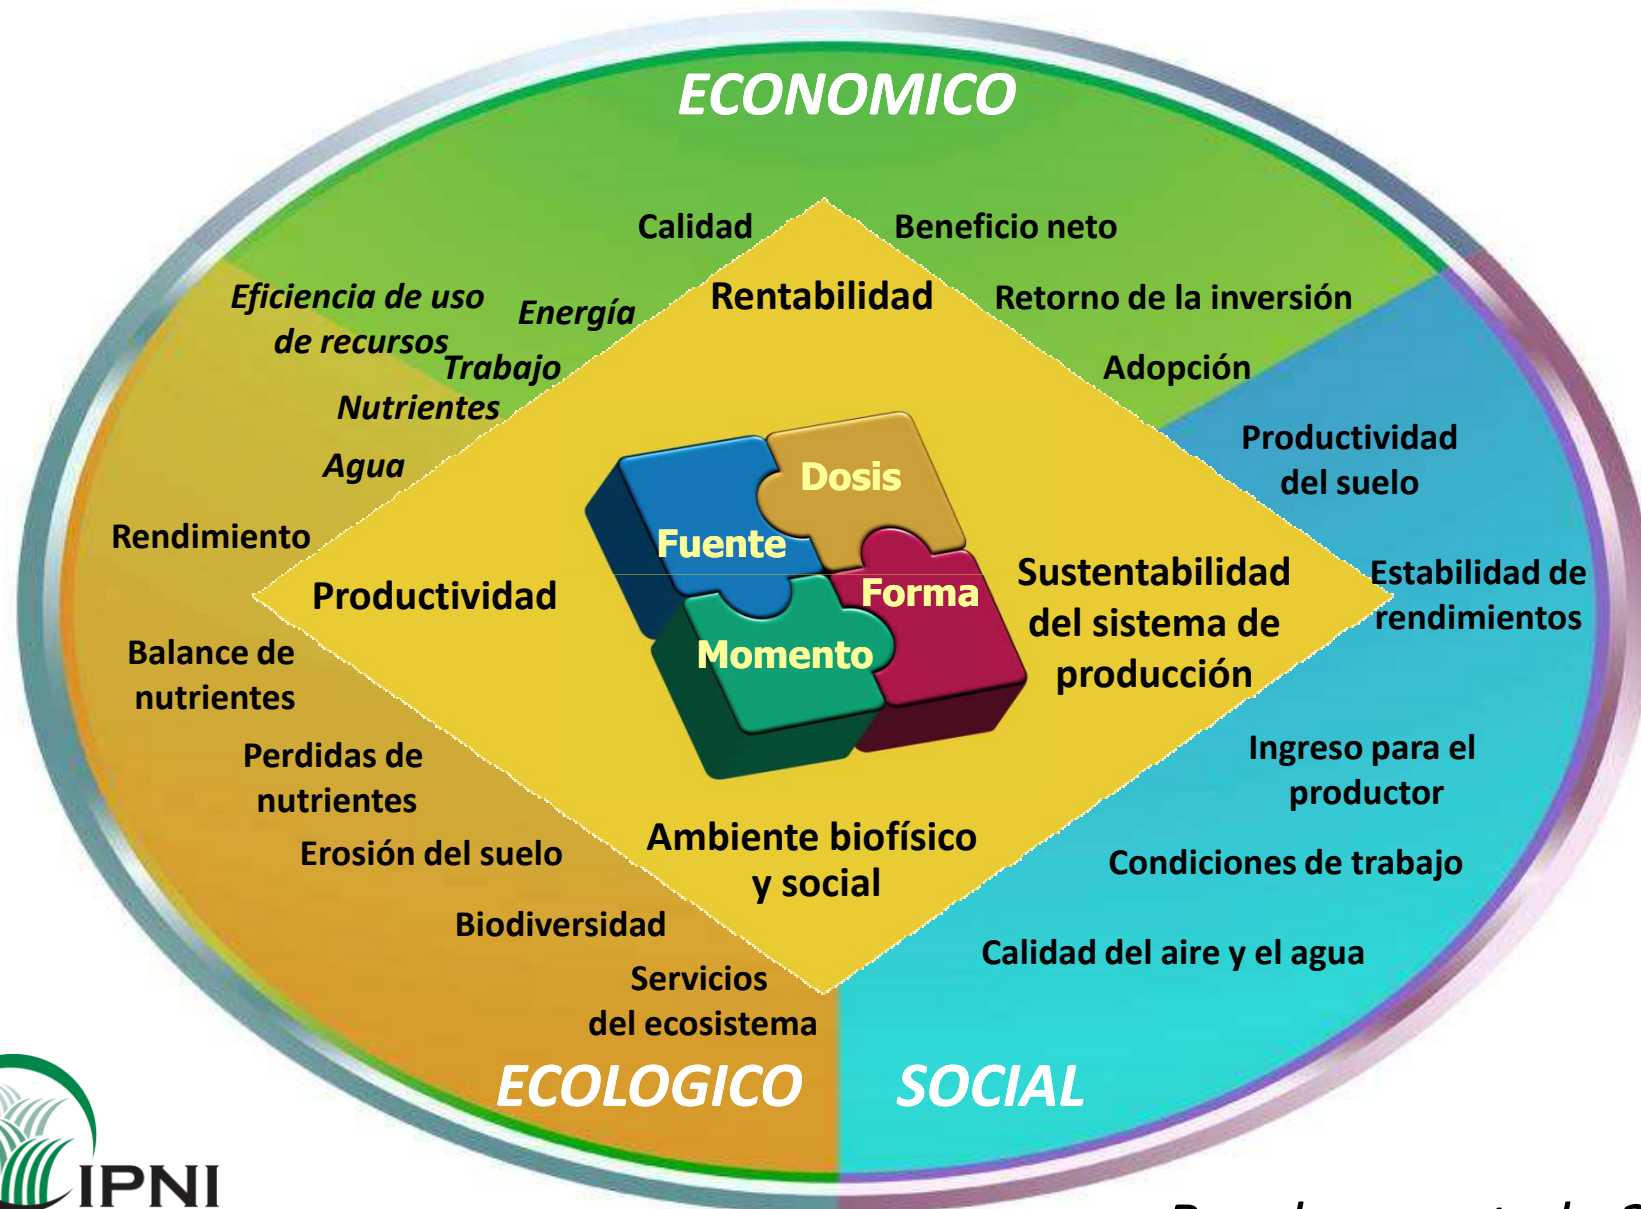 ECONOMICO
Calidad
Beneficio neto
Rentabilidad
Retorno de la inversión
Eficiencia de uso
de recursos
Energía
Trabajo
Adopción
Nutrientes
Agua
Productividad
del suelo
Dosis
Fuente
Forma
Momento
Rendimiento
Productividad
Sustentabilidad
del sistema de
producción
Estabilidad de
rendimientos
Balance de
nutrientes
Perdidas de
nutrientes
Ingreso para el
productor
Erosión del suelo
Ambiente biofísico
y social
Condiciones de trabajo
Biodiversidad
Calidad del aire y el agua
Servicios
del ecosistema
ECOLOGICO
SOCIAL
IPNI